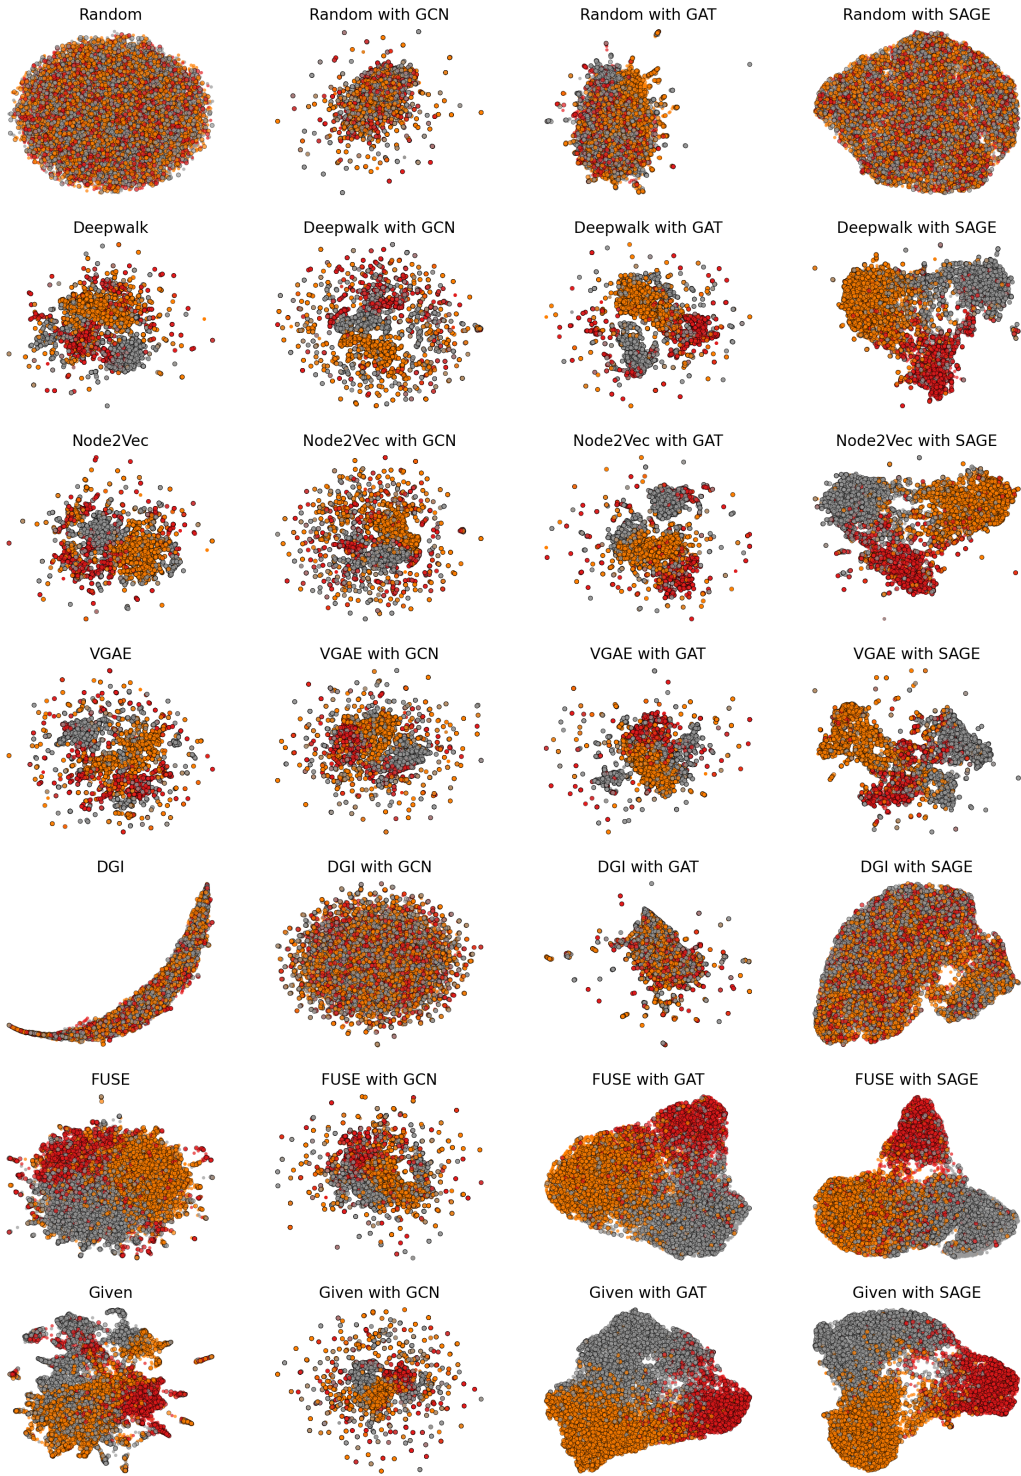 Random
Random with GCN
Random with GAT
Random with SAGE
Deepwalk
Deepwalk with GCN
Deepwalk with GAT
Deepwalk with SAGE
Node2Vec
Node2Vec with GCN
Node2Vec with GAT
Node2Vec with SAGE
VGAE
VGAE with GCN
VGAE with GAT
VGAE with SAGE
DGI
DGI with GCN
DGI with GAT
DGI with SAGE
FUSE
FUSE with GCN
FUSE with GAT
FUSE with SAGE
Given
Given with GCN
Given with GAT
Given with SAGE